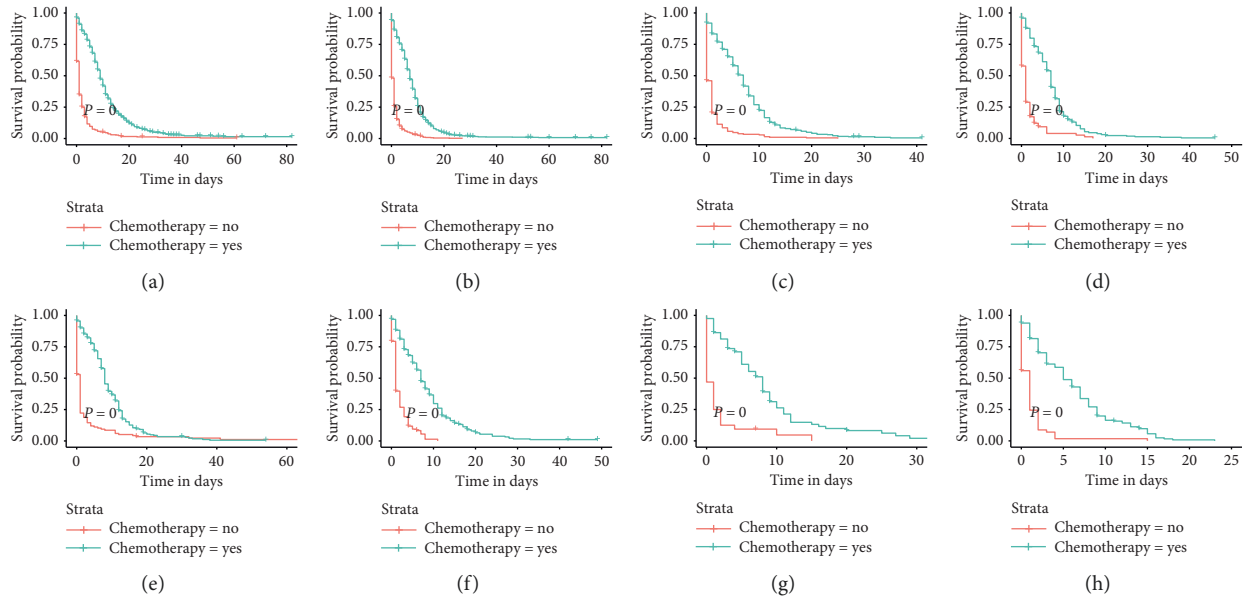 Survival probability
1.00
0.75
0.50
0.25
0.00
P = 0
0 20 40 60 80
Time in days
Strata
Chemotherapy = no
Chemotherapy = yes
(a)
Survival probability
1.00
0.75
0.50
0.25
0.00
P = 0
0 20 40 60 80
Time in days
Strata
Chemotherapy = no
Chemotherapy = yes
(b)
Survival probability
1.00
0.75
0.50
0.25
0.00
P = 0
0 10 20 30 40
Time in days
Strata
Chemotherapy = no
Chemotherapy = yes
(c)
Survival probability
1.00
0.75
0.50
0.25
0.00
P = 0
0 10 20 30 40 50
Time in days
Strata
Chemotherapy = no
Chemotherapy = yes
(d)
Survival probability
1.00
0.75
0.50
0.25
0.00
P = 0
0 20 40 60
Time in days
Strata
Chemotherapy = no
Chemotherapy = yes
(e)
Survival probability
1.00
0.75
0.50
0.25
0.00
P = 0
0 10 20 30 40 50
Time in days
Strata
Chemotherapy = no
Chemotherapy = yes
(f)
Survival probability
1.00
0.75
0.50
0.25
0.00
P = 0
0 10 20 30
Time in days
Strata
Chemotherapy = no
Chemotherapy = yes
(g)
Survival probability
1.00
0.75
0.50
0.25
0.00
P = 0
0 5 10 15 20 25
Time in days
Strata
Chemotherapy = no
Chemotherapy = yes
(h)